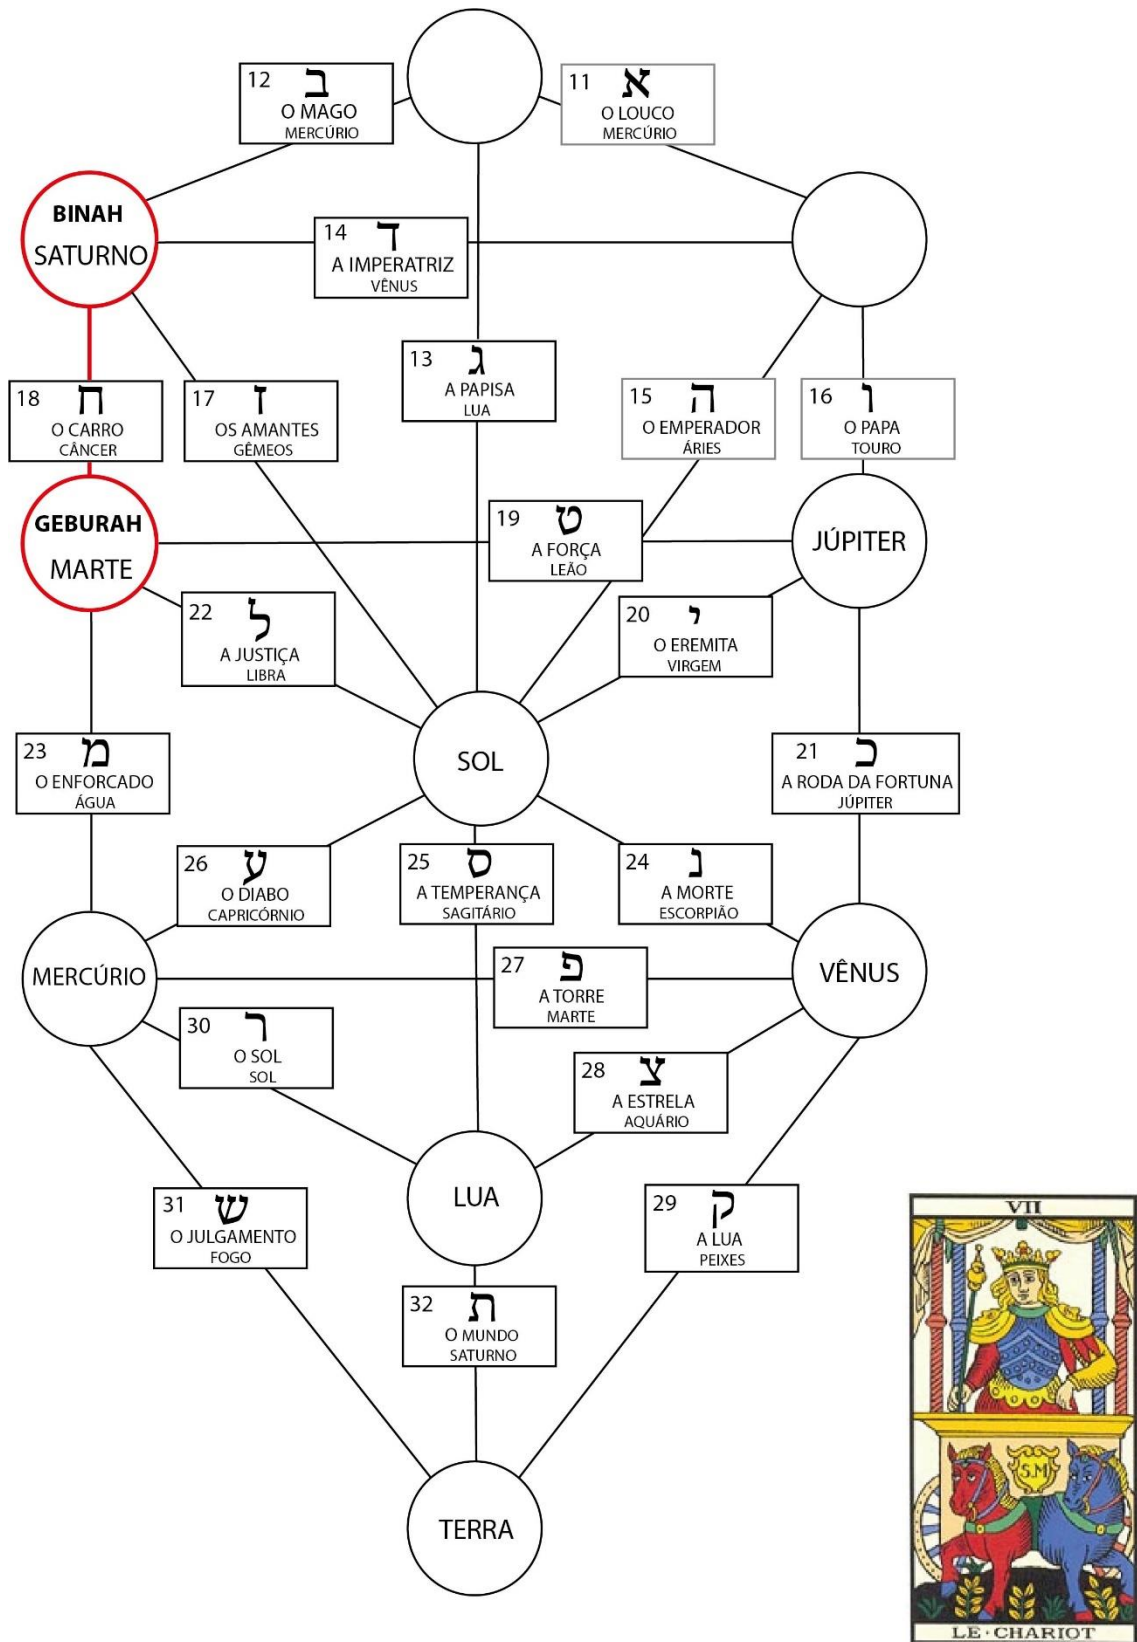 12 ב
O MAGO
MERCÚRIO
11 א
O LOUCO
MERCÚRIO
BINAH
SATURNO
14 ד
A IMPERATRIZ
VÊNUS
13 ג
A PAPISA
LUA
18 ח
O CARRO
CÂNCER
17 ז
OS AMANTES
GÊMEOS
15 ה
O EMPERADOR
ÁRIES
16 ו
O PAPA
TOURO
GEBURAH
MARTE
19 ט
A FORÇA
LEÃO
JÚPITER
22 ל
A JUSTIÇA
LIBRA
20 י
O EREMITA
VIRGEM
23 מ
O ENFORCADO
ÁGUA
SOL
21 כ
A RODA DA FORTUNA
JÚPITER
26 ע
O DIABO
CAPRICÓRNIO
25 ס
A TEMPERANÇA
SAGITÁRIO
24 נ
A MORTE
ESCORPIÃO
MERCÚRIO
27 פ
A TORRE
MARTE
VÊNUS
30 ר
O SOL
SOL
28 צ
A ESTRELA
AQUÁRIO
31 ש
O JULGAMENTO
FOGO
LUA
29 ק
A LUA
PEIXES
32 ת
O MUNDO
SATURNO
TERRA
VII
S.M
LE·CHARIOT